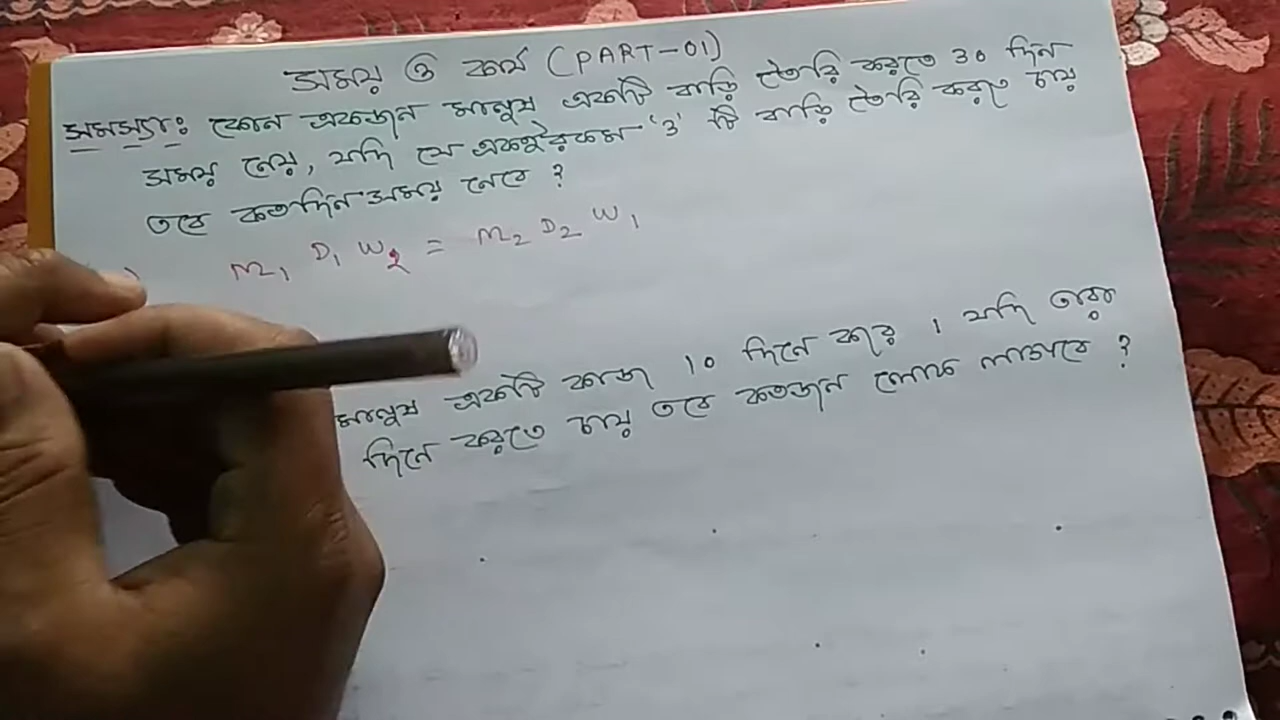 সময় ও কার্য (PART-01)
সমস্যা: কোন একজন মানুষ একটি বাড়ি তৈরি করতে 30 দিন
সময় নেয়, যদি সে একইরকম '3' টি বাড়ি তৈরি করতে চায়
তবে কতদিন সময় নেবে ?
M₁ D₁ W₂ = M₂ D₂ W₁
মানুষ একটি কাজ 10 দিনে করে । যদি তারা
দিনে করতে চায় তবে কতজন লোক লাগবে ?